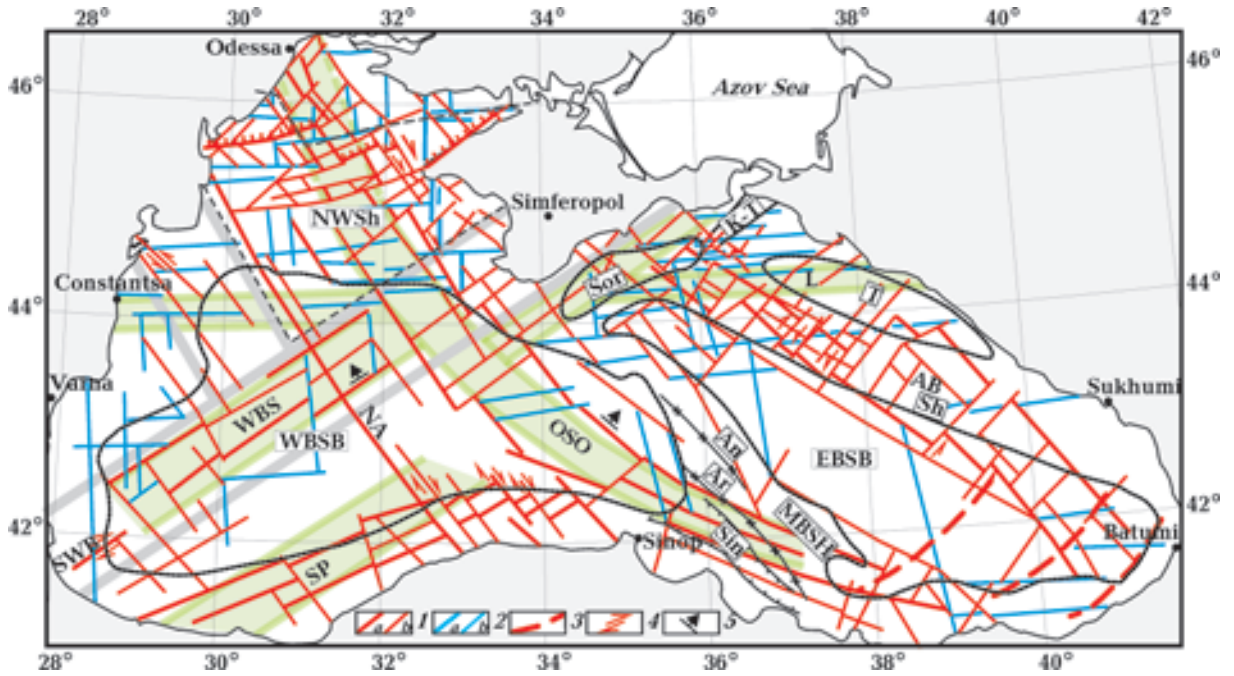 28° 30° 32° 34° 36° 38° 40° 42°
Odessa
46° 46°
Azov Sea
Simferopol
NWSh
K-T
Constantsa
44° 44°
Sor
L
T
Varna
AB
Sukhumi
WBS
NA
Sh
WBSB
OSO
An
EBSB
Ar
42° 42°
MBSH
Batumi
Sinop
Sin
SP
a b 1 a b 2 3 4 5
28° 30° 32° 34° 36° 38° 40°